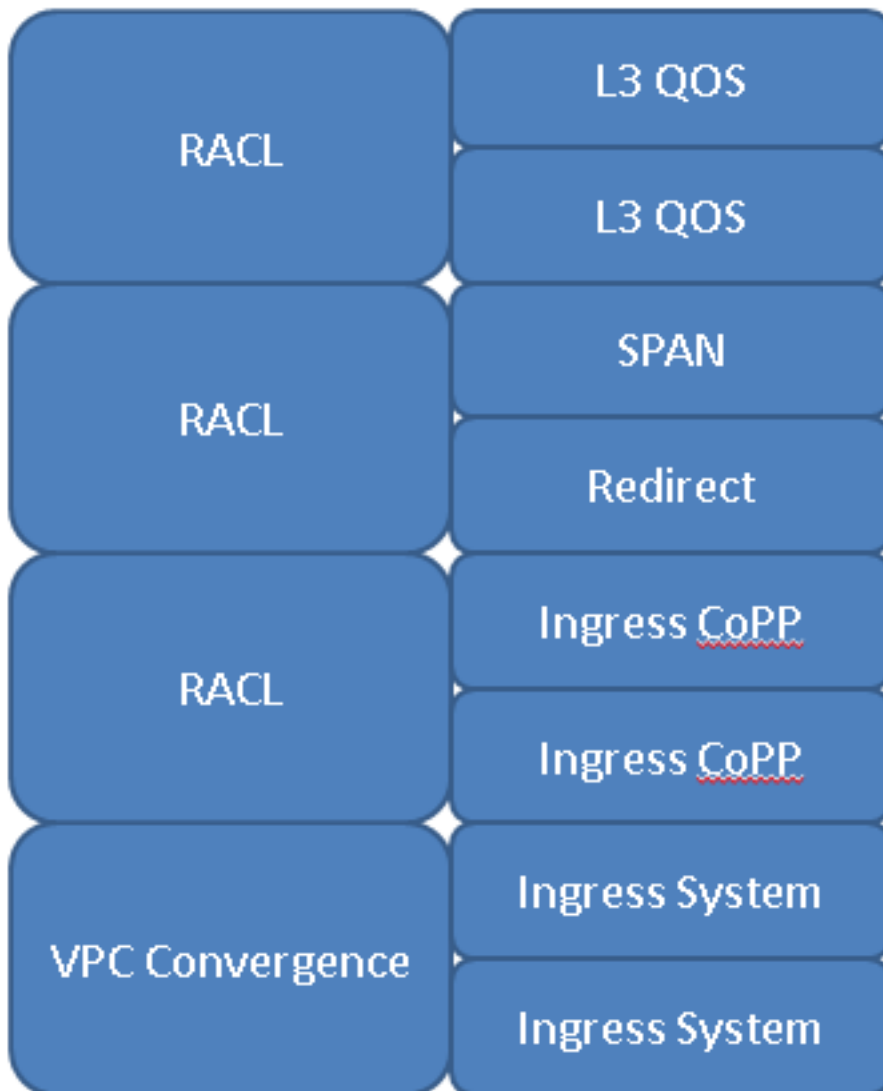 RACL
L3 QOS
L3 QOS
RACL
SPAN
Redirect
RACL
Ingress CoPP
Ingress CoPP
VPC Convergence
Ingress System
Ingress System